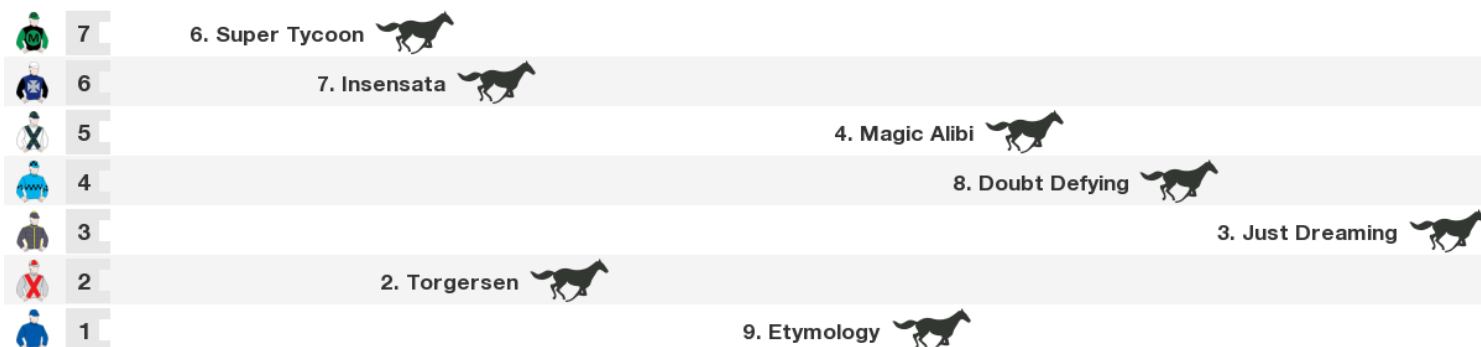 7 6. Super Tycoon
6 7. Insensata
5 4. Magic Alibi
4 8. Doubt Defying
3 3. Just Dreaming
2 2. Torgersen
1 9. Etymology